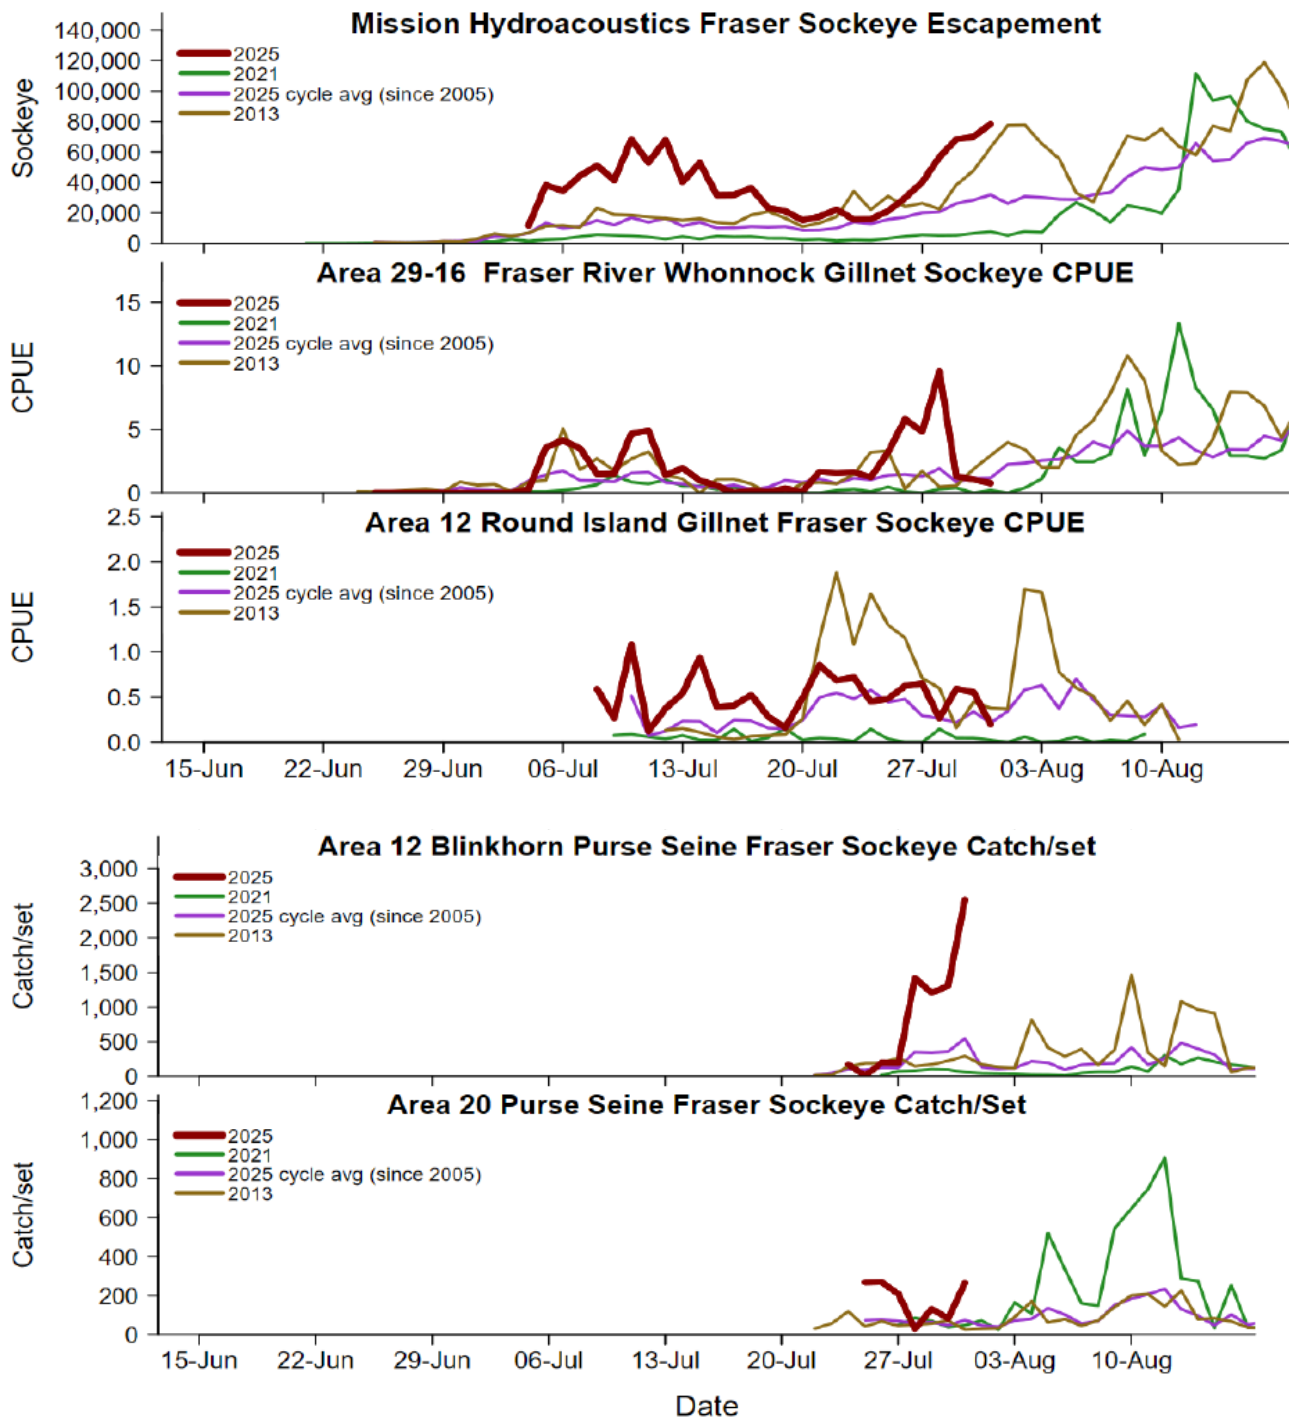 Mission Hydroacoustics Fraser Sockeye Escapement
140,000
120,000
100,000
80,000
60,000
40,000
20,000
0
Sockeye
2025
2021
2025 cycle avg (since 2005)
2013
Area 29-16 Fraser River Whonnock Gillnet Sockeye CPUE
15
10
5
0
CPUE
2025
2021
2025 cycle avg (since 2005)
2013
Area 12 Round Island Gillnet Fraser Sockeye CPUE
2.5
2.0
1.5
1.0
0.5
0.0
CPUE
2025
2021
2025 cycle avg (since 2005)
2013
15-Jun 22-Jun 29-Jun 06-Jul 13-Jul 20-Jul 27-Jul 03-Aug 10-Aug
Area 12 Blinkhorn Purse Seine Fraser Sockeye Catch/set
3,000
2,500
2,000
1,500
1,000
500
0
Catch/set
2025
2021
2025 cycle avg (since 2005)
2013
Area 20 Purse Seine Fraser Sockeye Catch/Set
1,200
1,000
800
600
400
200
0
Catch/set
2025
2021
2025 cycle avg (since 2005)
2013
15-Jun 22-Jun 29-Jun 06-Jul 13-Jul 20-Jul 27-Jul 03-Aug 10-Aug
Date